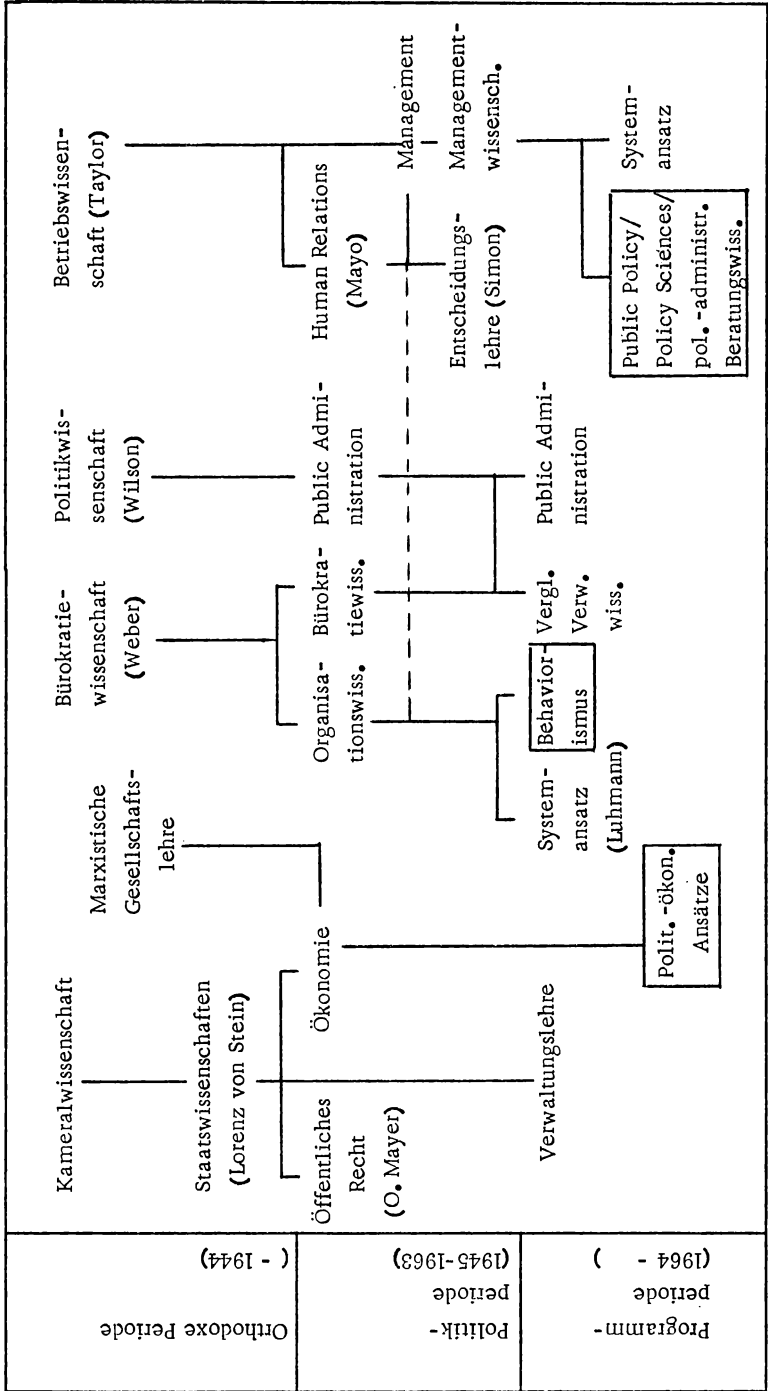 Orthodoxe Periode
( - 1944)
Kameralwissenschaft
Staatswissenschaften
(Lorenz von Stein)
Marxistische
Gesellschafts-
lehre
Bürokratie-
wissenschaft
(Weber)
Politikwis-
senschaft
(Wilson)
Betriebswissen-
schaft (Taylor)
Politik-
periode
(1945-1963)
Öffentliches
Recht
(O. Mayer)
Ökonomie
Organisa-
tionswiss.
Bürokra-
tiewiss.
Public Admi-
nistration
Human Relations
(Mayo)
Management
Entscheidungs-
lehre (Simon)
Management-
wissensch.
Programm-
periode
(1964 - )
Verwaltungslehre
Polit.-ökon.
Ansätze
System-
ansatz
(Luhmann)
Behavior-
ismus
Vergl.
Verw.
wiss.
Public Admi-
nistration
Public Policy/
Policy Sciences/
pol.-administr.
Beratungswiss.
System-
ansatz